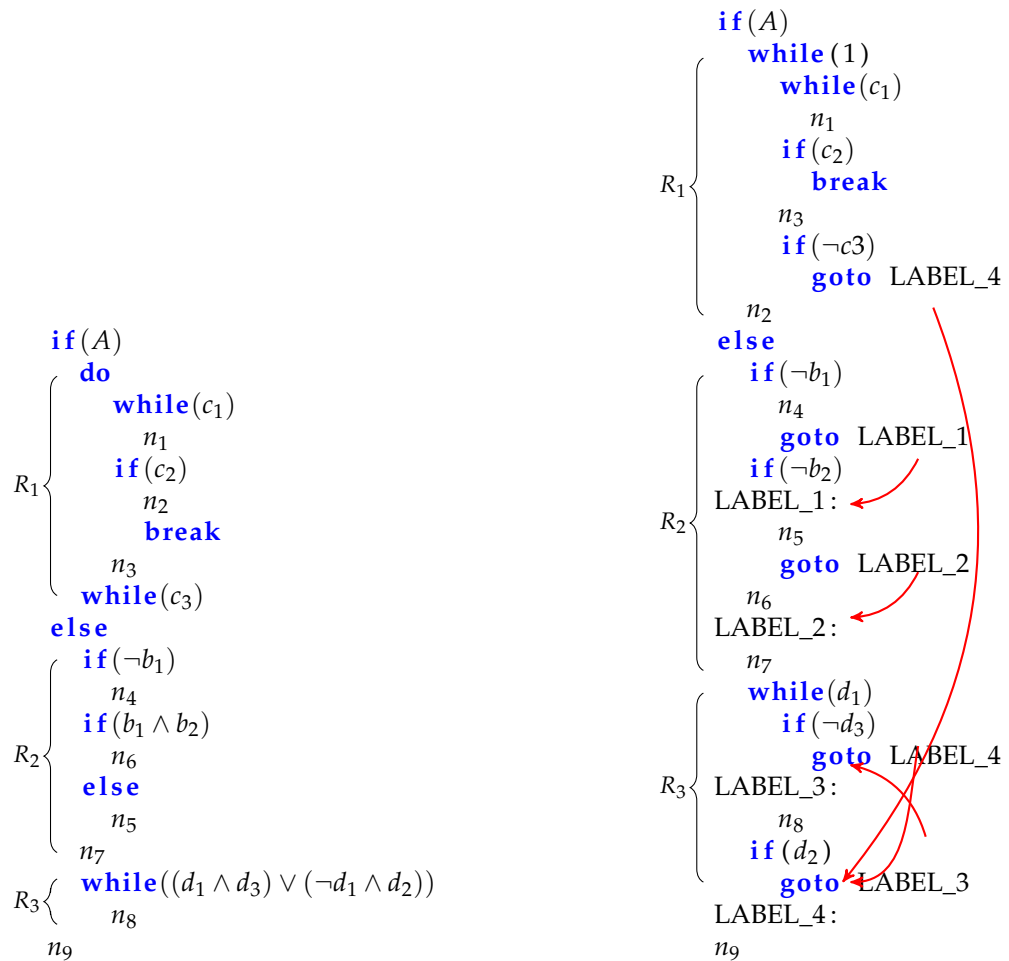 if(A)
do
while(c₁)
n₁
if(c₂)
n₂
break
n₃
while(c₃)
R₁
else
if(¬b₁)
n₄
if(b₁ ∧ b₂)
n₆
else
n₅
n₇
R₂
while((d₁ ∧ d₃) ∨ (¬d₁ ∧ d₂))
n₈
R₃
n₉
if(A)
while(1)
while(c₁)
n₁
if(c₂)
break
n₃
if(¬c3)
goto LABEL_4
n₂
R₁
else
if(¬b₁)
n₄
goto LABEL_1
if(¬b₂)
LABEL_1:
n₅
goto LABEL_2
n₆
LABEL_2:
n₇
R₂
while(d₁)
if(¬d₃)
goto LABEL_4
LABEL_3:
n₈
if(d₂)
goto LABEL_3
R₃
LABEL_4:
n₉